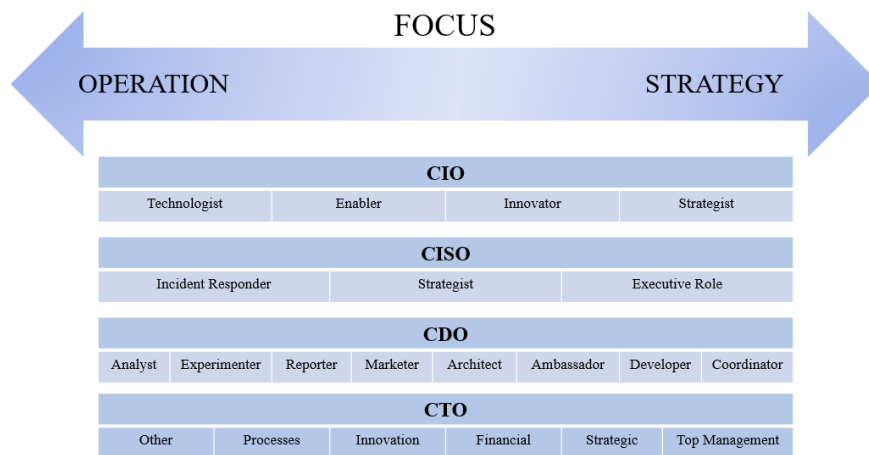 FOCUS
OPERATION STRATEGY
CIO
Technologist Enabler Innovator Strategist
CISO
Incident Responder Strategist Executive Role
CDO
Analyst Experimenter Reporter Marketer Architect Ambassador Developer Coordinator
CTO
Other Processes Innovation Financial Strategic Top Management